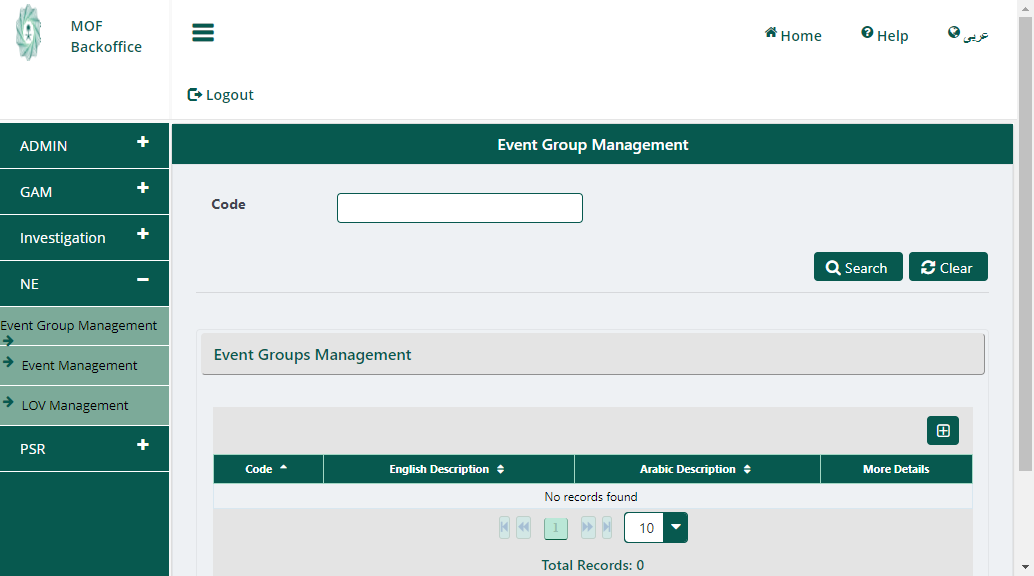 MOF
Backoffice
Home
Help
عربي
Logout
ADMIN
GAM
Investigation
NE
Event Group Management
Event Management
LOV Management
PSR
Event Group Management
Code
Search
Clear
Event Groups Management
Code
English Description
Arabic Description
More Details
No records found
1
10
Total Records: 0